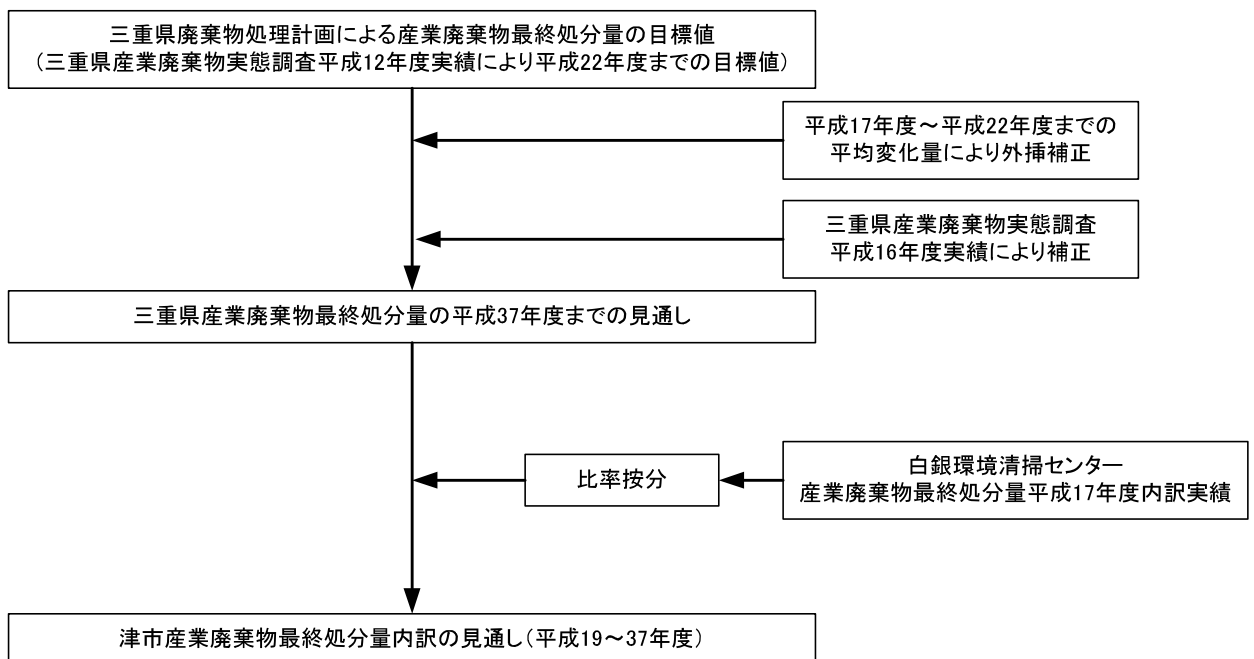 三重県廃棄物処理計画による産業廃棄物最終処分量の目標値
（三重県産業廃棄物実態調査平成12年度実績により平成22年度までの目標値）
平成17年度～平成22年度までの
平均変化量により外挿補正
三重県産業廃棄物実態調査
平成16年度実績により補正
三重県産業廃棄物最終処分量の平成37年度までの見通し
比率按分
白銀環境清掃センター
産業廃棄物最終処分量平成17年度内訳実績
津市産業廃棄物最終処分量内訳の見通し（平成19～37年度）